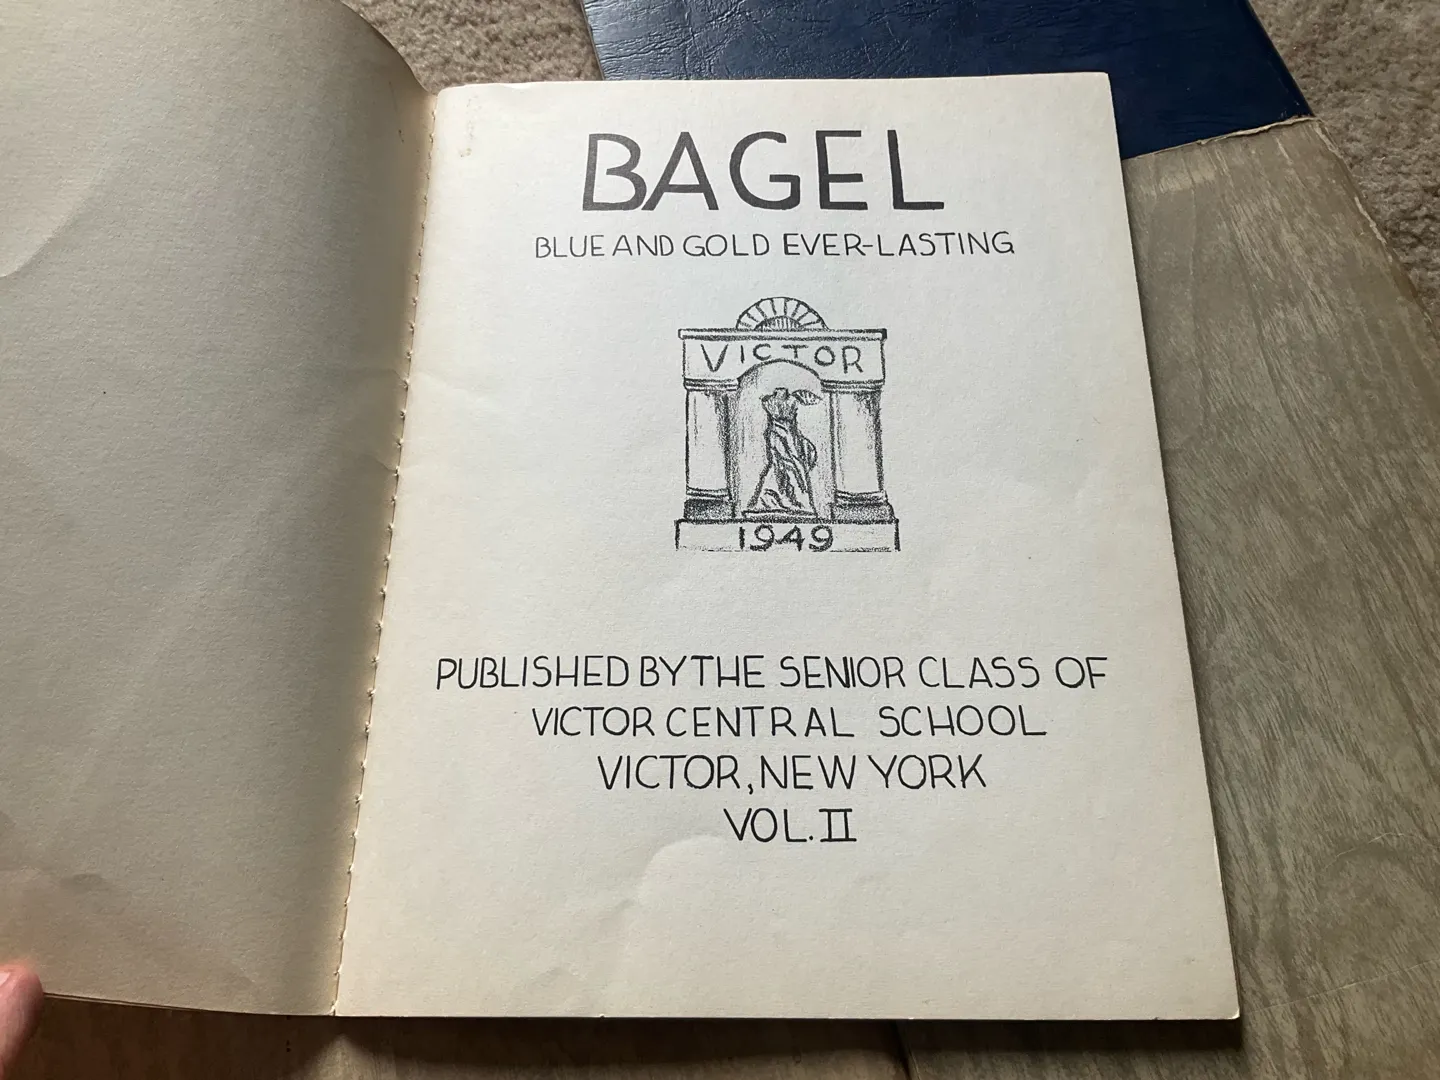 BAGEL
BLUE AND GOLD EVER-LASTING
VICTOR
1949
PUBLISHED BY THE SENIOR CLASS OF
VICTOR CENTRAL SCHOOL
VICTOR, NEW YORK
VOL. II